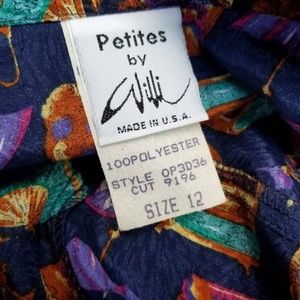 Petites
by
Willi
MADE IN U.S.A.
100POLYESTER
STYLE OP3D36
CUT 9196
SIZE 12